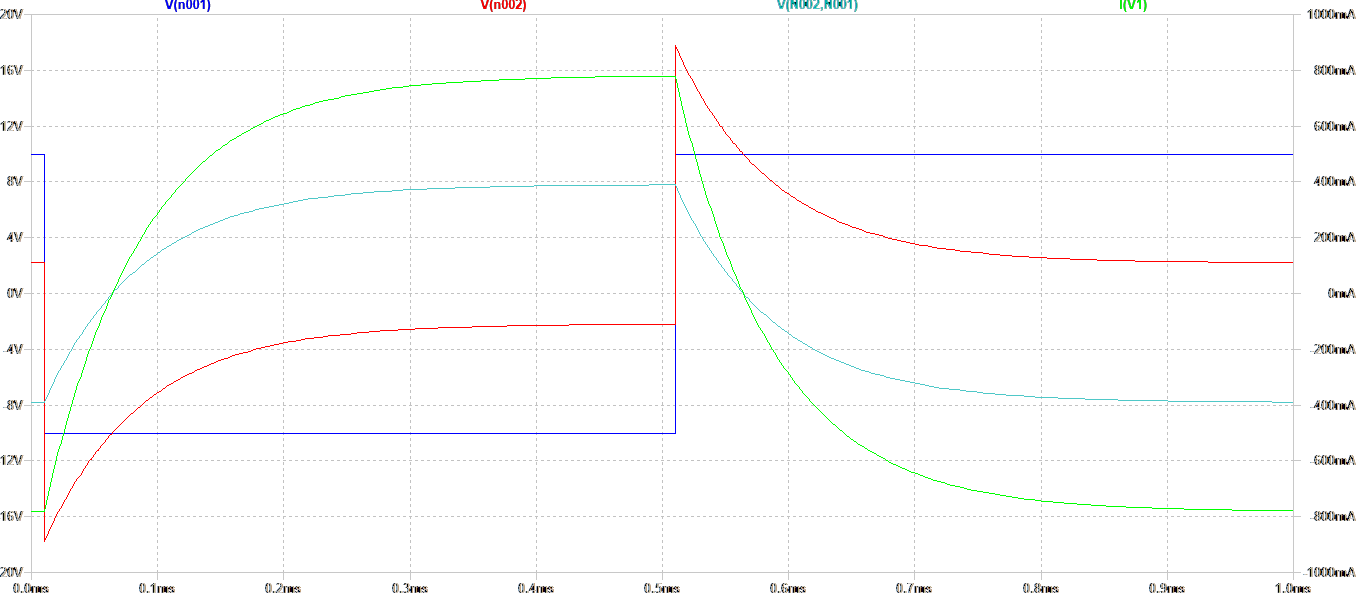 V(n001) V(n002) V(N002,N001) I(V1)
20V 1000mA
16V 800mA
12V 600mA
8V 400mA
4V 200mA
0V 0mA
-4V -200mA
-8V -400mA
12V -600mA
16V -800mA
20V -1000mA
0.0ms 0.1ms 0.2ms 0.3ms 0.4ms 0.5ms 0.6ms 0.7ms 0.8ms 0.9ms 1.0ms